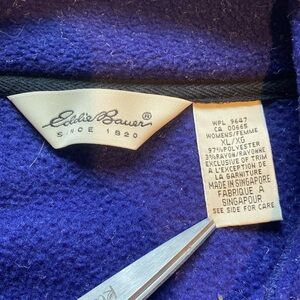 Eddie Bauer®
SINCE 1920
WPL 9647
CA 00665
WOMENS/FEMME
XL/XG
97% POLYESTER
3% RAYON/RAYONNE
EXCLUSIVE OF TRIM
A L'EXCEPTION DE
LA GARNITURE
MADE IN SINGAPORE
FABRIQUE A
SINGAPOUR
SEE SIDE FOR CARE